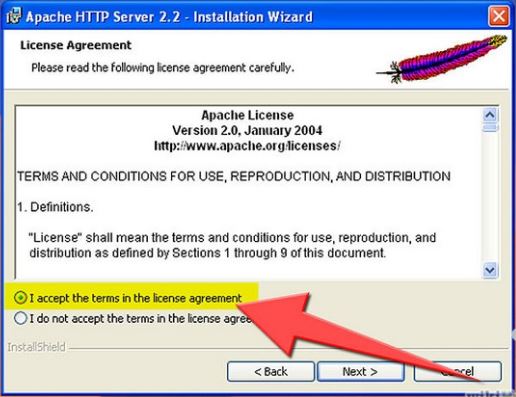 Apache HTTP Server 2.2 - Installation Wizard
License Agreement
Please read the following license agreement carefully.
Apache License
Version 2.0, January 2004
http://www.apache.org/licenses/
TERMS AND CONDITIONS FOR USE, REPRODUCTION, AND DISTRIBUTION
1. Definitions.
"License" shall mean the terms and conditions for use, reproduction, and
distribution as defined by Sections 1 through 9 of this document.
I accept the terms in the license agreement
I do not accept the terms in the license
InstallShield
< Back Next > Cancel